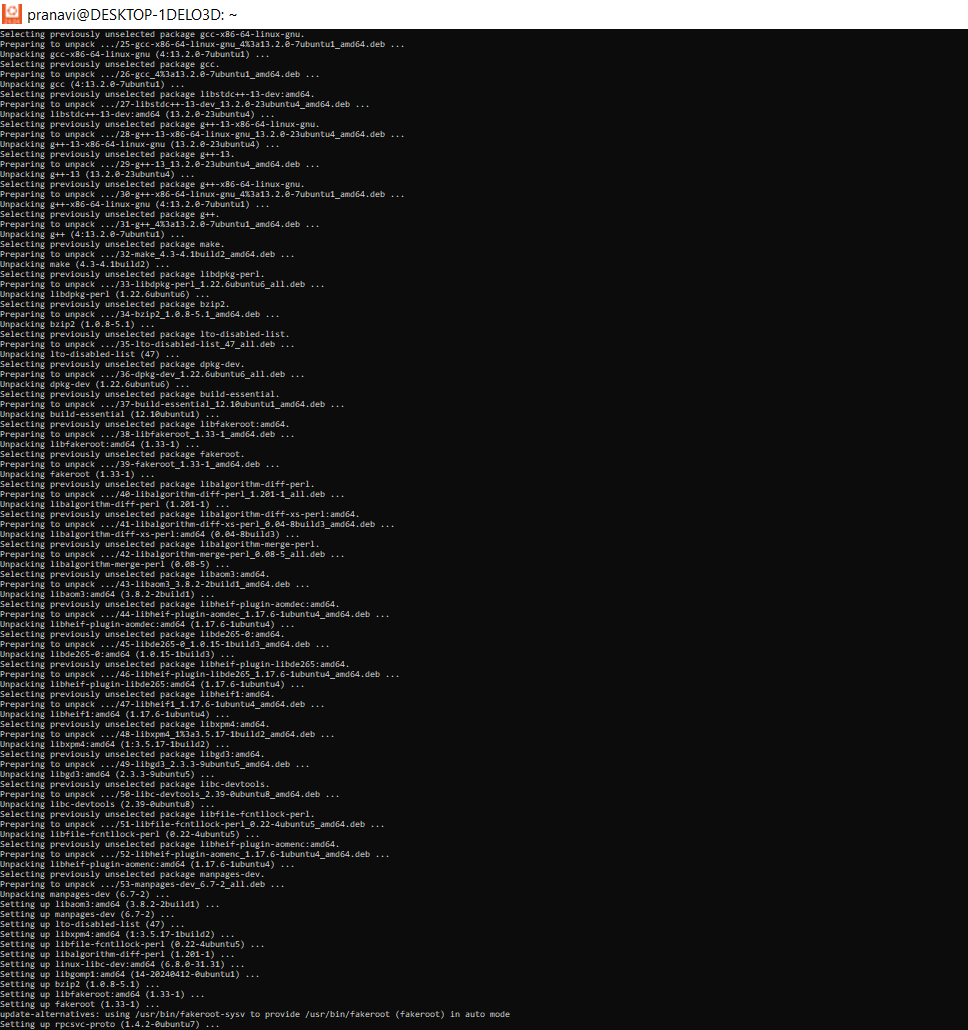 pranavi@DESKTOP-1DELO3D: ~
Selecting previously unselected package gcc-x86-64-linux-gnu.
Preparing to unpack .../25-gcc-x86-64-linux-gnu_4%3a13.2.0-7ubuntu1_amd64.deb ...
Unpacking gcc-x86-64-linux-gnu (4:13.2.0-7ubuntu1) ...
Selecting previously unselected package gcc.
Preparing to unpack .../26-gcc_4%3a13.2.0-7ubuntu1_amd64.deb ...
Unpacking gcc (4:13.2.0-7ubuntu1) ...
Selecting previously unselected package libstdc++-13-dev:amd64.
Preparing to unpack .../27-libstdc++-13-dev_13.2.0-23ubuntu4_amd64.deb ...
Unpacking libstdc++-13-dev:amd64 (13.2.0-23ubuntu4) ...
Selecting previously unselected package g++-13-x86-64-linux-gnu.
Preparing to unpack .../28-g++-13-x86-64-linux-gnu_13.2.0-23ubuntu4_amd64.deb ...
Unpacking g++-13-x86-64-linux-gnu (13.2.0-23ubuntu4) ...
Selecting previously unselected package g++-13.
Preparing to unpack .../29-g++-13_13.2.0-23ubuntu4_amd64.deb ...
Unpacking g++-13 (13.2.0-23ubuntu4) ...
Selecting previously unselected package g++-x86-64-linux-gnu.
Preparing to unpack .../30-g++-x86-64-linux-gnu_4%3a13.2.0-7ubuntu1_amd64.deb ...
Unpacking g++-x86-64-linux-gnu (4:13.2.0-7ubuntu1) ...
Selecting previously unselected package g++.
Preparing to unpack .../31-g++_4%3a13.2.0-7ubuntu1_amd64.deb ...
Unpacking g++ (4:13.2.0-7ubuntu1) ...
Selecting previously unselected package make.
Preparing to unpack .../32-make_4.3-4.1build2_amd64.deb ...
Unpacking make (4.3-4.1build2) ...
Selecting previously unselected package libdpkg-perl.
Preparing to unpack .../33-libdpkg-perl_1.22.6ubuntu6_all.deb ...
Unpacking libdpkg-perl (1.22.6ubuntu6) ...
Selecting previously unselected package bzip2.
Preparing to unpack .../34-bzip2_1.0.8-5.1_amd64.deb ...
Unpacking bzip2 (1.0.8-5.1) ...
Selecting previously unselected package lto-disabled-list.
Preparing to unpack .../35-lto-disabled-list_47_all.deb ...
Unpacking lto-disabled-list (47) ...
Selecting previously unselected package dpkg-dev.
Preparing to unpack .../36-dpkg-dev_1.22.6ubuntu6_all.deb ...
Unpacking dpkg-dev (1.22.6ubuntu6) ...
Selecting previously unselected package build-essential.
Preparing to unpack .../37-build-essential_12.10ubuntu1_amd64.deb ...
Unpacking build-essential (12.10ubuntu1) ...
Selecting previously unselected package libfakeroot:amd64.
Preparing to unpack .../38-libfakeroot_1.33-1_amd64.deb ...
Unpacking libfakeroot:amd64 (1.33-1) ...
Selecting previously unselected package fakeroot.
Preparing to unpack .../39-fakeroot_1.33-1_amd64.deb ...
Unpacking fakeroot (1.33-1) ...
Selecting previously unselected package libalgorithm-diff-perl.
Preparing to unpack .../40-libalgorithm-diff-perl_1.201-1_all.deb ...
Unpacking libalgorithm-diff-perl (1.201-1) ...
Selecting previously unselected package libalgorithm-diff-xs-perl:amd64.
Preparing to unpack .../41-libalgorithm-diff-xs-perl_0.04-8build3_amd64.deb ...
Unpacking libalgorithm-diff-xs-perl:amd64 (0.04-8build3) ...
Selecting previously unselected package libalgorithm-merge-perl.
Preparing to unpack .../42-libalgorithm-merge-perl_0.08-5_all.deb ...
Unpacking libalgorithm-merge-perl (0.08-5) ...
Selecting previously unselected package libaom3:amd64.
Preparing to unpack .../43-libaom3_3.8.2-2build1_amd64.deb ...
Unpacking libaom3:amd64 (3.8.2-2build1) ...
Selecting previously unselected package libheif-plugin-aomdec:amd64.
Preparing to unpack .../44-libheif-plugin-aomdec_1.17.6-1ubuntu4_amd64.deb ...
Unpacking libheif-plugin-aomdec:amd64 (1.17.6-1ubuntu4) ...
Selecting previously unselected package libde265-0:amd64.
Preparing to unpack .../45-libde265-0_1.0.15-1build3_amd64.deb ...
Unpacking libde265-0:amd64 (1.0.15-1build3) ...
Selecting previously unselected package libheif-plugin-libde265:amd64.
Preparing to unpack .../46-libheif-plugin-libde265_1.17.6-1ubuntu4_amd64.deb ...
Unpacking libheif-plugin-libde265:amd64 (1.17.6-1ubuntu4) ...
Selecting previously unselected package libheif1:amd64.
Preparing to unpack .../47-libheif1_1.17.6-1ubuntu4_amd64.deb ...
Unpacking libheif1:amd64 (1.17.6-1ubuntu4) ...
Selecting previously unselected package libxpm4:amd64.
Preparing to unpack .../48-libxpm4_1%3a3.5.17-1build2_amd64.deb ...
Unpacking libxpm4:amd64 (1:3.5.17-1build2) ...
Selecting previously unselected package libgd3:amd64.
Preparing to unpack .../49-libgd3_2.3.3-9ubuntu5_amd64.deb ...
Unpacking libgd3:amd64 (2.3.3-9ubuntu5) ...
Selecting previously unselected package libc-devtools.
Preparing to unpack .../50-libc-devtools_2.39-0ubuntu8_amd64.deb ...
Unpacking libc-devtools (2.39-0ubuntu8) ...
Selecting previously unselected package libfile-fcntllock-perl.
Preparing to unpack .../51-libfile-fcntllock-perl_0.22-4ubuntu5_amd64.deb ...
Unpacking libfile-fcntllock-perl (0.22-4ubuntu5) ...
Selecting previously unselected package libheif-plugin-aomenc:amd64.
Preparing to unpack .../52-libheif-plugin-aomenc_1.17.6-1ubuntu4_amd64.deb ...
Unpacking libheif-plugin-aomenc:amd64 (1.17.6-1ubuntu4) ...
Selecting previously unselected package manpages-dev.
Preparing to unpack .../53-manpages-dev_6.7-2_all.deb ...
Unpacking manpages-dev (6.7-2) ...
Setting up libaom3:amd64 (3.8.2-2build1) ...
Setting up manpages-dev (6.7-2) ...
Setting up lto-disabled-list (47) ...
Setting up libxpm4:amd64 (1:3.5.17-1build2) ...
Setting up libfile-fcntllock-perl (0.22-4ubuntu5) ...
Setting up libalgorithm-diff-perl (1.201-1) ...
Setting up linux-libc-dev:amd64 (6.8.0-31.31) ...
Setting up libgomp1:amd64 (14-20240412-0ubuntu1) ...
Setting up bzip2 (1.0.8-5.1) ...
Setting up libfakeroot:amd64 (1.33-1) ...
Setting up fakeroot (1.33-1) ...
update-alternatives: using /usr/bin/fakeroot-sysv to provide /usr/bin/fakeroot (fakeroot) in auto mode
Setting up rpcsvc-proto (1.4.2-0ubuntu7) ...